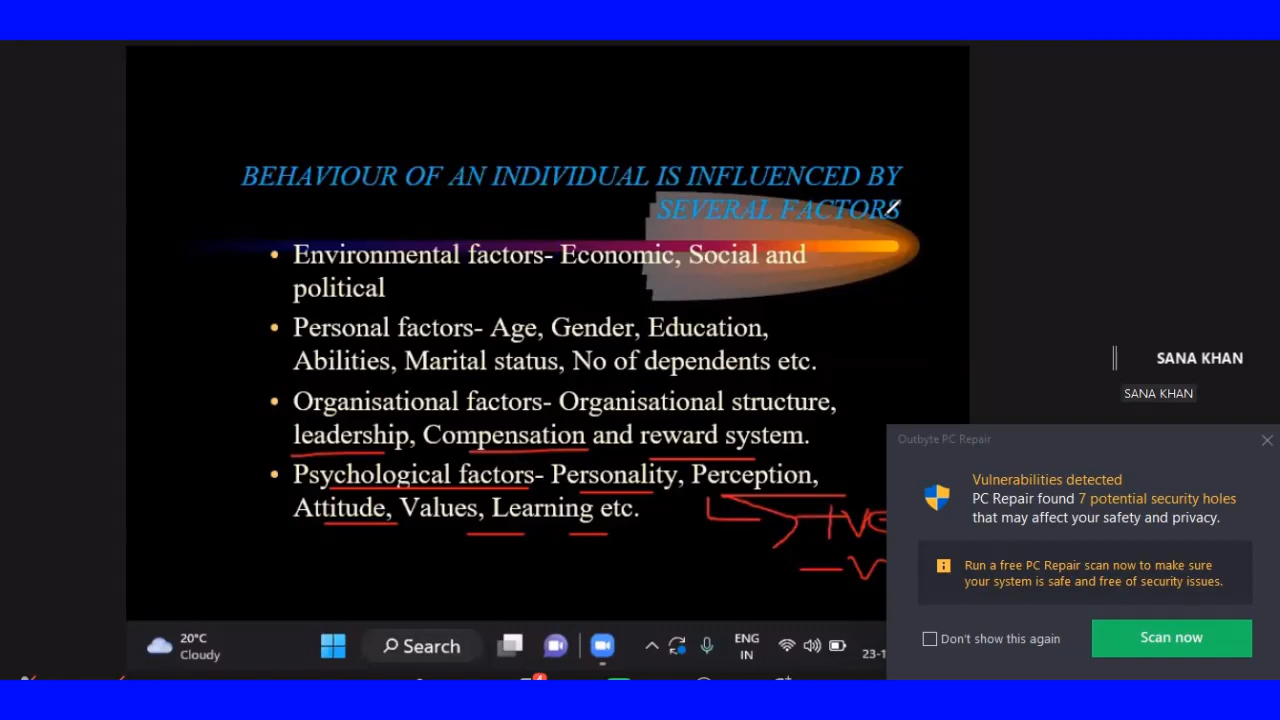 BEHAVIOUR OF AN INDIVIDUAL IS INFLUENCED BY
SEVERAL FACTORS
• Environmental factors- Economic, Social and
political
• Personal factors- Age, Gender, Education,
Abilities, Marital status, No of dependents etc.
• Organisational factors- Organisational structure,
leadership, Compensation and reward system.
• Psychological factors- Personality, Perception,
Attitude, Values, Learning etc.
+ve
SANA KHAN
SANA KHAN
Outbyte PC Repair
Vulnerabilities detected
PC Repair found 7 potential security holes
that may affect your safety and privacy.
Run a free PC Repair scan now to make sure
your system is safe and free of security issues.
Don't show this again
Scan now
20°C
Cloudy
Search
ENG
IN
23-1